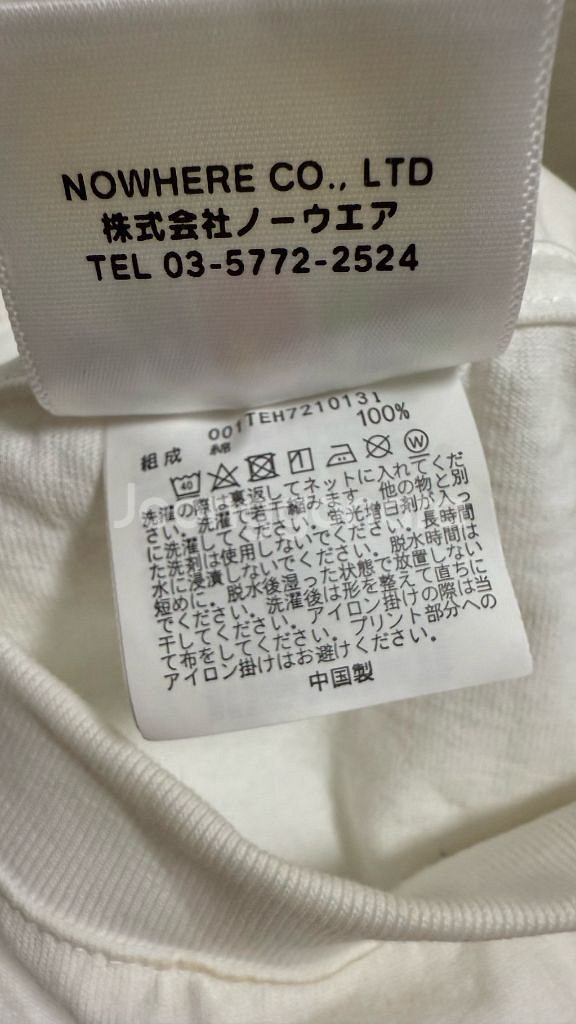 NOWHERE CO., LTD
株式会社ノーウエア
TEL 03-5772-2524
001TEH7210131
組成 綿 100%
40 W
洗濯の際は裏返してネットに入れてくだ
さい。洗濯で若干縮みます。他の物と別
に洗濯してください。蛍光増白剤が入っ
た洗剤は使用しないでください。長時間
水に浸漬しないでください。脱水時間は
短めに。脱水後湿った状態で放置しない
でください。洗濯後は形を整えて直ちに
干してください。アイロン掛けの際は当
て布をしてください。プリント部分への
アイロン掛けはお避けください。
中国製